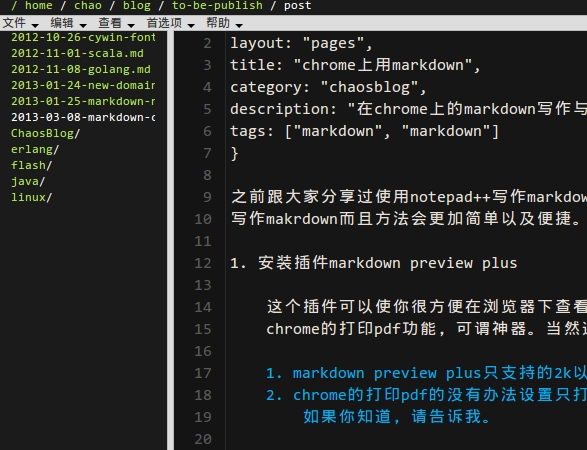 / home / chao / blog / to-be-publish / post
文件 编辑 查看 首选项 帮助
2012-10-26-cywin-font
2012-11-01-scala.md
2012-11-08-golang.md
2013-01-24-new-domain
2013-01-25-markdown-
2013-03-08-markdown-
ChaosBlog/
erlang/
flash/
java/
linux/
2 layout: "pages",
3 title: "chrome上用markdown",
4 category: "chaosblog",
5 description: "在chrome上的markdown写作与
6 tags: ["markdown", "markdown"]
7 }
8
9 之前跟大家分享过使用notepad++写作markdow
10 写作makrdown而且方法会更加简单以及便捷。
11
12 1. 安装插件markdown preview plus
13
14 这个插件可以使你很方便在浏览器下查看
15 chrome的打印pdf功能，可谓神器。当然
16
17 1. markdown preview plus只支持的2k以
18 2. chrome的打印pdf的没有办法设置只打
19 如果你知道，请告诉我。
20